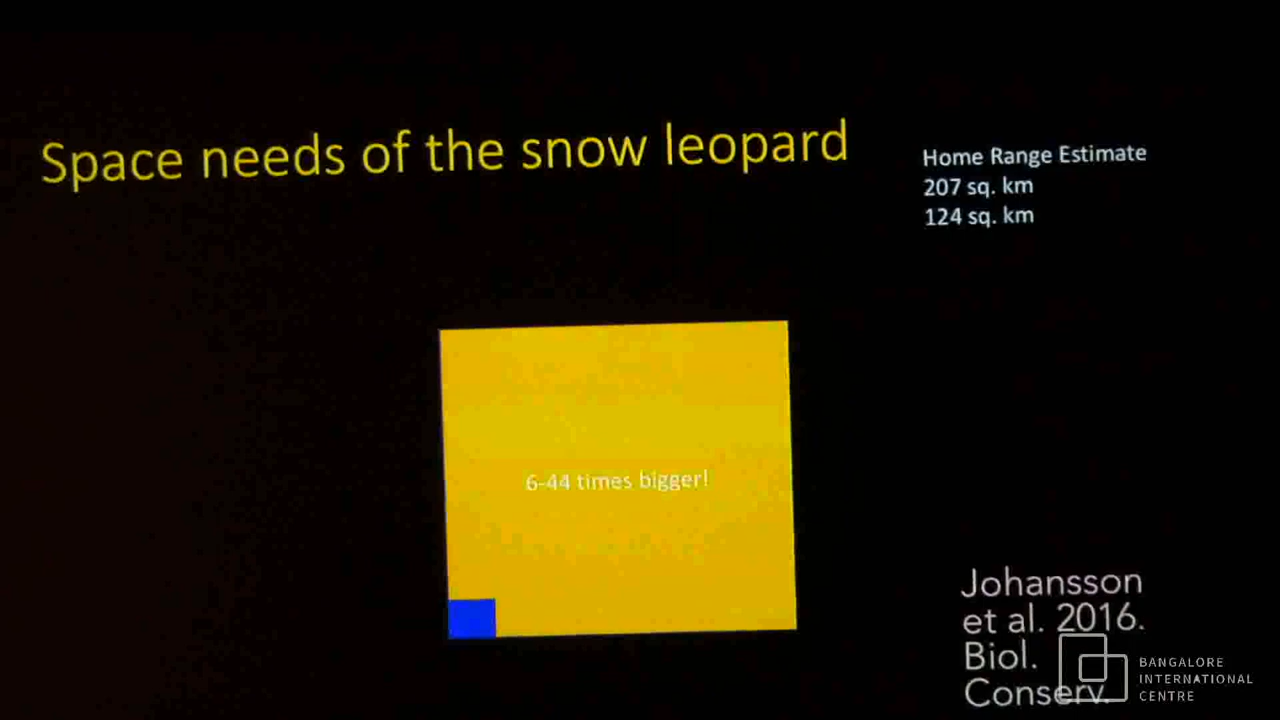 Space needs of the snow leopard
Home Range Estimate
207 sq. km
124 sq. km
6-44 times bigger!
Johansson
et al. 2016.
Biol.
Conserv.
BANGALORE
INTERNATIONAL
CENTRE